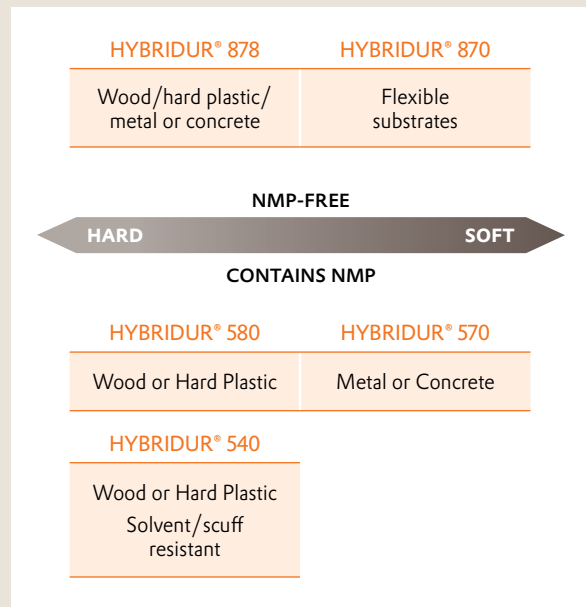 HYBRIDUR® 878 HYBRIDUR® 870
Wood/hard plastic/ Flexible
metal or concrete substrates
NMP-FREE
HARD SOFT
CONTAINS NMP
HYBRIDUR® 580 HYBRIDUR® 570
Wood or Hard Plastic Metal or Concrete
HYBRIDUR® 540
Wood or Hard Plastic
Solvent/scuff
resistant